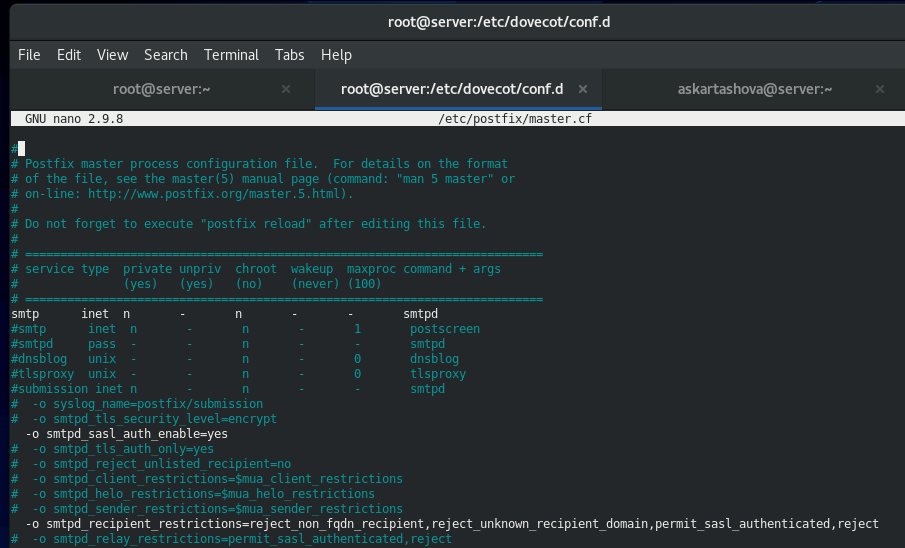 root@server:/etc/dovecot/conf.d
File Edit View Search Terminal Tabs Help
root@server:~ × root@server:/etc/dovecot/conf.d × askartashova@server:~ ×
GNU nano 2.9.8 /etc/postfix/master.cf
#
# Postfix master process configuration file.  For details on the format
# of the file, see the master(5) manual page (command: "man 5 master" or
# on-line: http://www.postfix.org/master.5.html).
#
# Do not forget to execute "postfix reload" after editing this file.
#
# ==========================================================================
# service type  private unpriv  chroot  wakeup  maxproc command + args
#               (yes)   (yes)   (no)    (never) (100)
# ==========================================================================
smtp      inet  n       -       n       -       -       smtpd
#smtp      inet  n       -       n       -       1       postscreen
#smtpd     pass  -       -       n       -       -       smtpd
#dnsblog   unix  -       -       n       -       0       dnsblog
#tlsproxy  unix  -       -       n       -       0       tlsproxy
#submission inet n       -       n       -       -       smtpd
#  -o syslog_name=postfix/submission
#  -o smtpd_tls_security_level=encrypt
  -o smtpd_sasl_auth_enable=yes
#  -o smtpd_tls_auth_only=yes
#  -o smtpd_reject_unlisted_recipient=no
#  -o smtpd_client_restrictions=$mua_client_restrictions
#  -o smtpd_helo_restrictions=$mua_helo_restrictions
#  -o smtpd_sender_restrictions=$mua_sender_restrictions
  -o smtpd_recipient_restrictions=reject_non_fqdn_recipient,reject_unknown_recipient_domain,permit_sasl_authenticated,reject
#  -o smtpd_relay_restrictions=permit_sasl_authenticated,reject